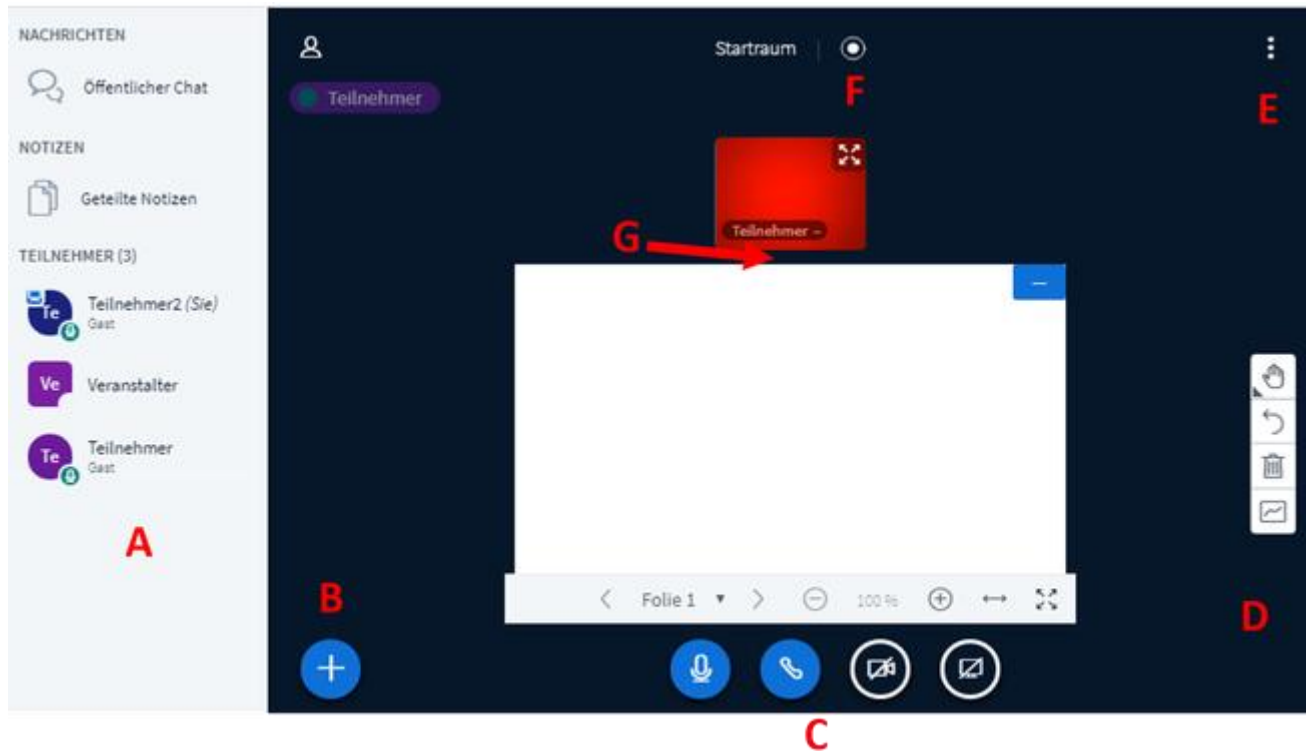 NACHRICHTEN
Öffentlicher Chat
NOTIZEN
Geteilte Notizen
TEILNEHMER (3)
Te
Teilnehmer2 (Sie)
Gast
Ve
Veranstalter
Te
Teilnehmer
Gast
A
Startraum
F
E
Teilnehmer
Teilnehmer –
G
B
Folie 1
100 %
D
C